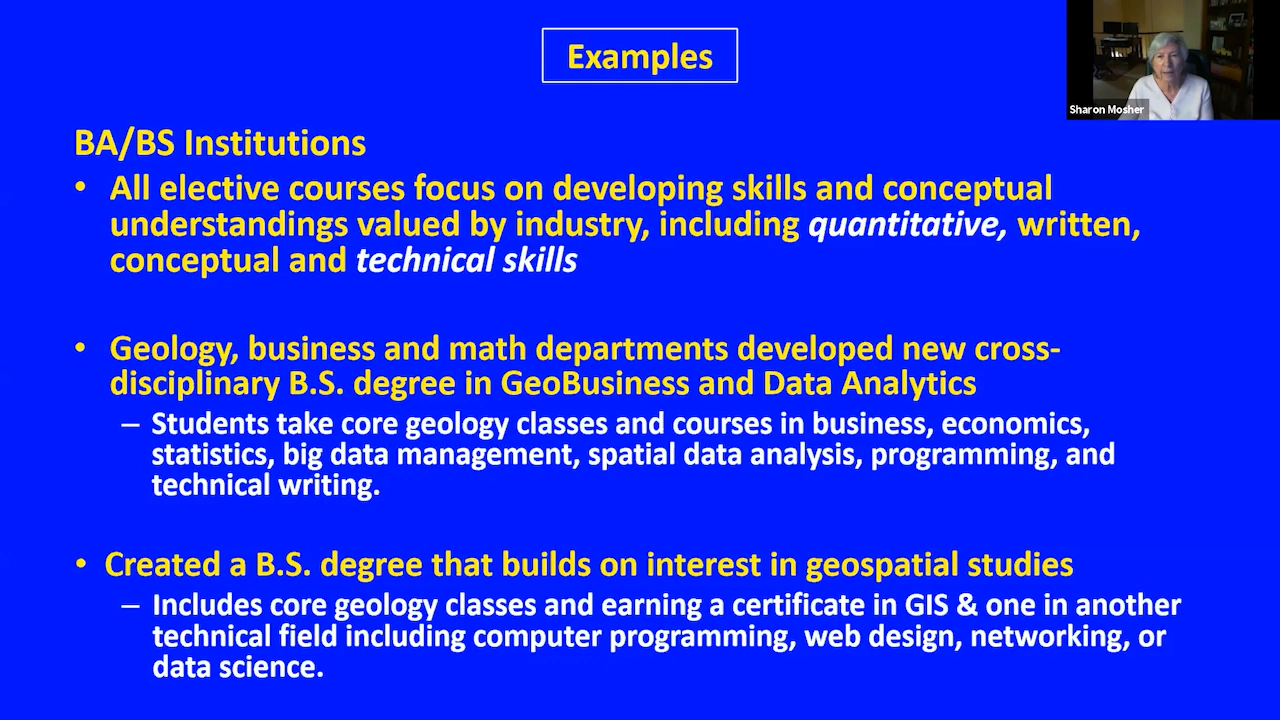 Examples
Sharon Mosher
BA/BS Institutions
• All elective courses focus on developing skills and conceptual
understandings valued by industry, including quantitative, written,
conceptual and technical skills
• Geology, business and math departments developed new cross-
disciplinary B.S. degree in GeoBusiness and Data Analytics
– Students take core geology classes and courses in business, economics,
statistics, big data management, spatial data analysis, programming, and
technical writing.
• Created a B.S. degree that builds on interest in geospatial studies
– Includes core geology classes and earning a certificate in GIS & one in another
technical field including computer programming, web design, networking, or
data science.